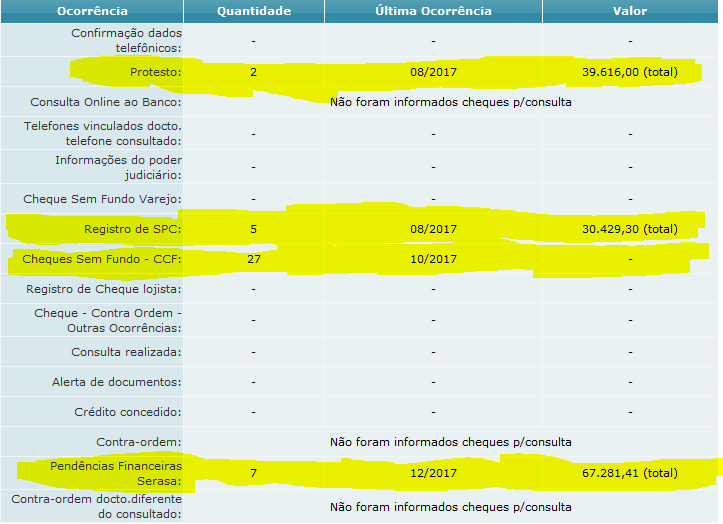 Ocorrência Quantidade Última Ocorrência Valor
Confirmação dados
telefônicos: - - -
Protesto: 2 08/2017 39.616,00 (total)
Consulta Online ao Banco: Não foram informados cheques p/consulta
Telefones vinculados docto.
telefone consultado: - - -
Informações do poder
judiciário: - - -
Cheque Sem Fundo Varejo: - - -
Registro de SPC: 5 08/2017 30.429,30 (total)
Cheques Sem Fundo - CCF: 27 10/2017 -
Registro de Cheque lojista: - - -
Cheque - Contra Ordem -
Outras Ocorrências: - - -
Consulta realizada: - - -
Alerta de documentos: - - -
Crédito concedido: - - -
Contra-ordem: Não foram informados cheques p/consulta
Pendências Financeiras
Serasa: 7 12/2017 67.281,41 (total)
Contra-ordem docto.diferente
do consultado: Não foram informados cheques p/consulta